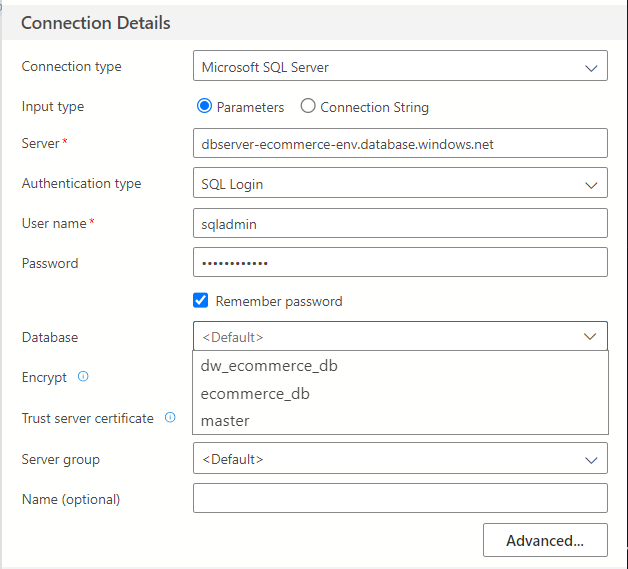 Connection Details
Connection type
Microsoft SQL Server
Input type
Parameters
Connection String
Server*
dbserver-ecommerce-env.database.windows.net
Authentication type
SQL Login
User name*
sqladmin
Password
••••••••••••
Remember password
Database
<Default>
dw_ecommerce_db
Encrypt
ecommerce_db
Trust server certificate
master
Server group
<Default>
Name (optional)
Advanced...